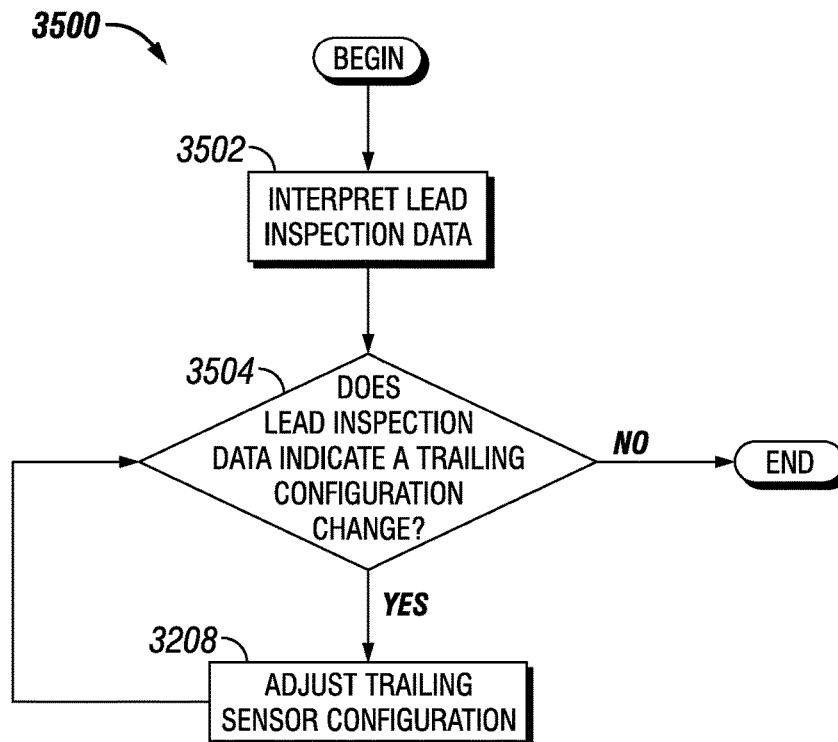 3500
BEGIN
3502
INTERPRET LEAD
INSPECTION DATA
3504
DOES
LEAD INSPECTION
DATA INDICATE A TRAILING
CONFIGURATION
CHANGE?
NO
END
YES
3208
ADJUST TRAILING
SENSOR CONFIGURATION